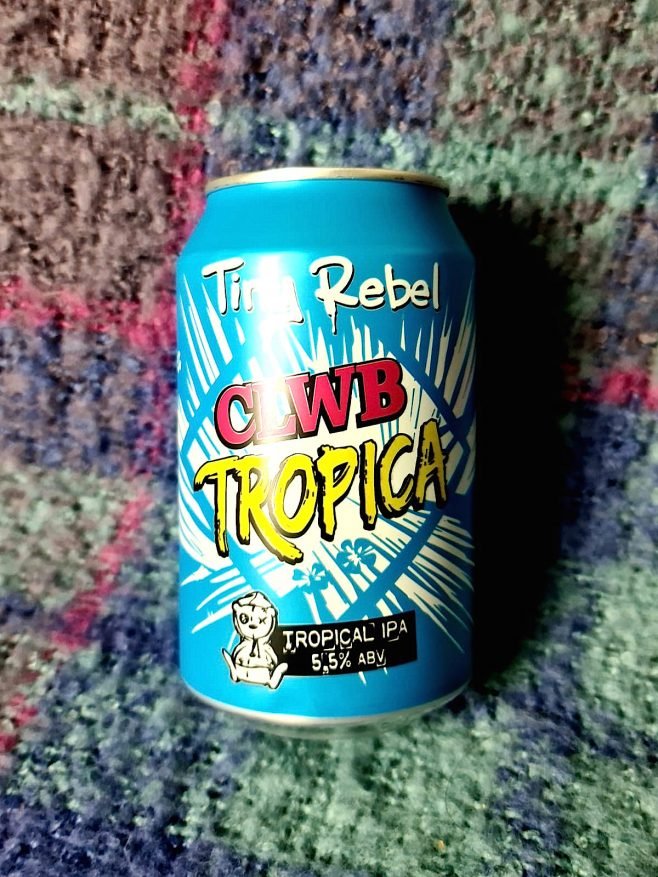 Tiny Rebel
CLWB
TROPICA
TROPICAL IPA
5,5% ABV